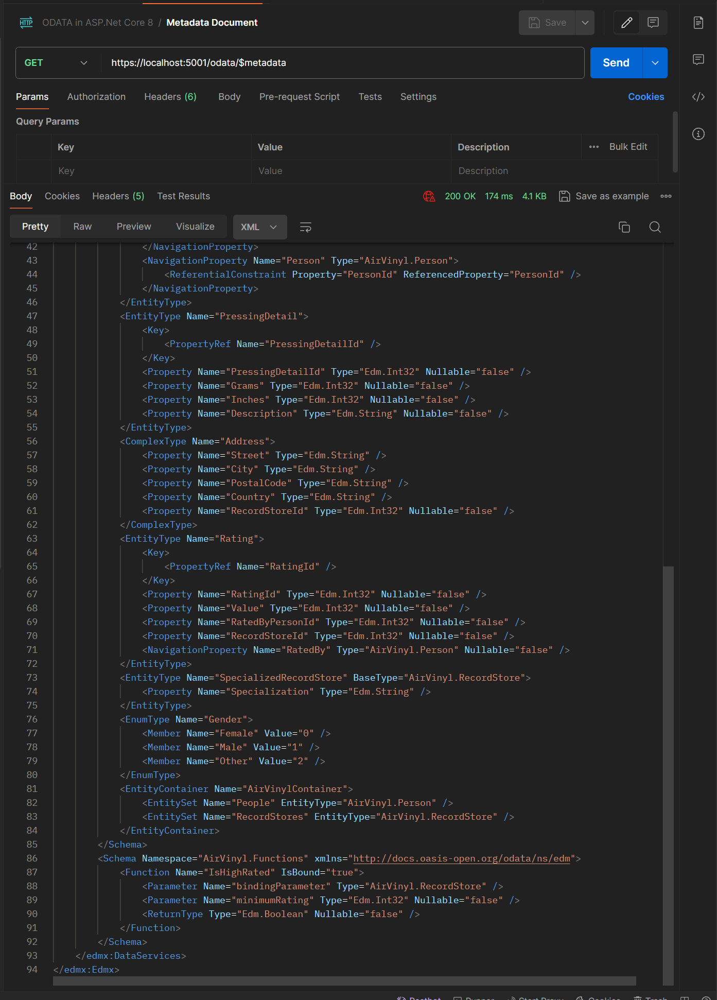 ODATA in ASP.Net Core 8 / Metadata Document
Save
GET https://localhost:5001/odata/$metadata
Send
Params Authorization Headers (6) Body Pre-request Script Tests Settings Cookies
Query Params
Key Value Description Bulk Edit
Key Value Description
Body Cookies Headers (5) Test Results 200 OK 174 ms 4.1 KB Save as example
Pretty Raw Preview Visualize XML
42 </NavigationProperty>
43 <NavigationProperty Name="Person" Type="AirVinyl.Person">
44 <ReferentialConstraint Property="PersonId" ReferencedProperty="PersonId" />
45 </NavigationProperty>
46 </EntityType>
47 <EntityType Name="PressingDetail">
48 <Key>
49 <PropertyRef Name="PressingDetailId" />
50 </Key>
51 <Property Name="PressingDetailId" Type="Edm.Int32" Nullable="false" />
52 <Property Name="Grams" Type="Edm.Int32" Nullable="false" />
53 <Property Name="Inches" Type="Edm.Int32" Nullable="false" />
54 <Property Name="Description" Type="Edm.String" Nullable="false" />
55 </EntityType>
56 <ComplexType Name="Address">
57 <Property Name="Street" Type="Edm.String" />
58 <Property Name="City" Type="Edm.String" />
59 <Property Name="PostalCode" Type="Edm.String" />
60 <Property Name="Country" Type="Edm.String" />
61 <Property Name="RecordStoreId" Type="Edm.Int32" Nullable="false" />
62 </ComplexType>
63 <EntityType Name="Rating">
64 <Key>
65 <PropertyRef Name="RatingId" />
66 </Key>
67 <Property Name="RatingId" Type="Edm.Int32" Nullable="false" />
68 <Property Name="Value" Type="Edm.Int32" Nullable="false" />
69 <Property Name="RatedByPersonId" Type="Edm.Int32" Nullable="false" />
70 <Property Name="RecordStoreId" Type="Edm.Int32" Nullable="false" />
71 <NavigationProperty Name="RatedBy" Type="AirVinyl.Person" Nullable="false" />
72 </EntityType>
73 <EntityType Name="SpecializedRecordStore" BaseType="AirVinyl.RecordStore">
74 <Property Name="Specialization" Type="Edm.String" />
75 </EntityType>
76 <EnumType Name="Gender">
77 <Member Name="Female" Value="0" />
78 <Member Name="Male" Value="1" />
79 <Member Name="Other" Value="2" />
80 </EnumType>
81 <EntityContainer Name="AirVinylContainer">
82 <EntitySet Name="People" EntityType="AirVinyl.Person" />
83 <EntitySet Name="RecordStores" EntityType="AirVinyl.RecordStore" />
84 </EntityContainer>
85 </Schema>
86 <Schema Namespace="AirVinyl.Functions" xmlns="http://docs.oasis-open.org/odata/ns/edm">
87 <Function Name="IsHighRated" IsBound="true">
88 <Parameter Name="bindingParameter" Type="AirVinyl.RecordStore" />
89 <Parameter Name="minimumRating" Type="Edm.Int32" Nullable="false" />
90 <ReturnType Type="Edm.Boolean" Nullable="false" />
91 </Function>
92 </Schema>
93 </edmx:DataServices>
94 </edmx:Edmx>
Postbot Runner Start Proxy Cookies Trash